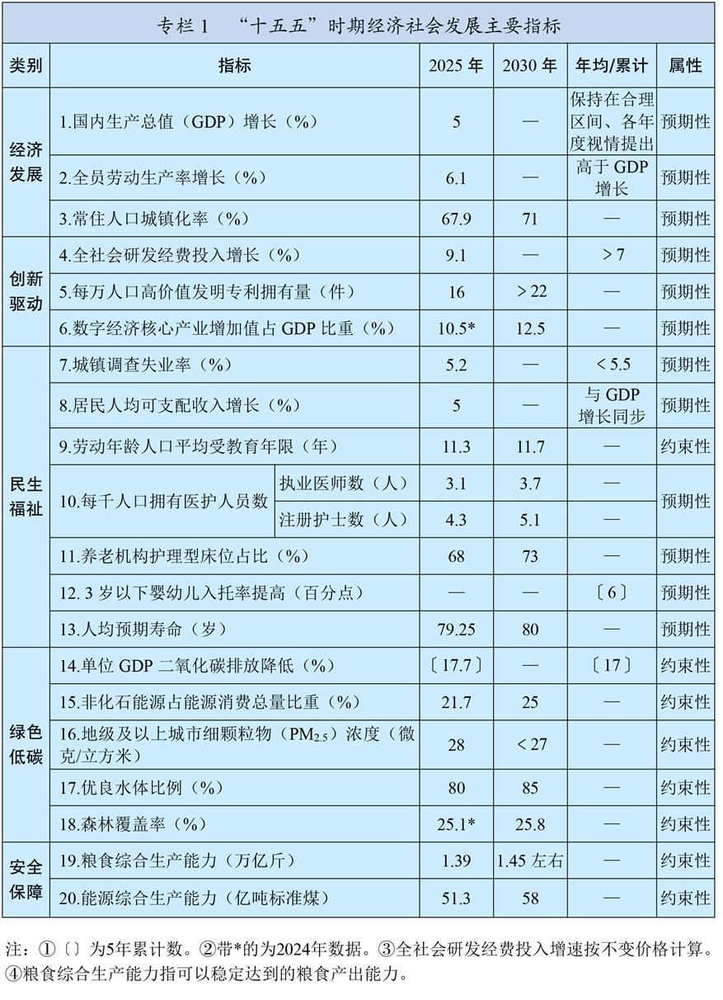 专栏 1　“十五五”时期经济社会发展主要指标
类别 指标 2025 年 2030 年 年均/累计 属性
经济
发展
1.国内生产总值（GDP）增长（%） 5 — 保持在合理
区间、各年
度视情提出 预期性
2.全员劳动生产率增长（%） 6.1 — 高于 GDP
增长 预期性
3.常住人口城镇化率（%） 67.9 71 — 预期性
创新
驱动
4.全社会研发经费投入增长（%） 9.1 — ﹥7 预期性
5.每万人口高价值发明专利拥有量（件） 16 ﹥22 — 预期性
6.数字经济核心产业增加值占 GDP 比重（%） 10.5* 12.5 — 预期性
民生
福祉
7.城镇调查失业率（%） 5.2 — ﹤5.5 预期性
8.居民人均可支配收入增长（%） 5 — 与 GDP
增长同步 预期性
9.劳动年龄人口平均受教育年限（年） 11.3 11.7 — 约束性
10.每千人口拥有医护人员数 执业医师数（人） 3.1 3.7 — 预期性
注册护士数（人） 4.3 5.1 —
11.养老机构护理型床位占比（%） 68 73 — 预期性
12. 3 岁以下婴幼儿入托率提高（百分点） — — 〔6〕 预期性
13.人均预期寿命（岁） 79.25 80 — 预期性
绿色
低碳
14.单位 GDP 二氧化碳排放降低（%） 〔17.7〕 — 〔17〕 约束性
15.非化石能源占能源消费总量比重（%） 21.7 25 — 约束性
16.地级及以上城市细颗粒物（PM2.5）浓度（微
克/立方米） 28 ﹤27 — 约束性
17.优良水体比例（%） 80 85 — 约束性
18.森林覆盖率（%） 25.1* 25.8 — 约束性
安全
保障
19.粮食综合生产能力（万亿斤） 1.39 1.45 左右 — 约束性
20.能源综合生产能力（亿吨标准煤） 51.3 58 — 约束性
注：①〔〕为5年累计数。②带*的为2024年数据。③全社会研发经费投入增速按不变价格计算。
④粮食综合生产能力指可以稳定达到的粮食产出能力。